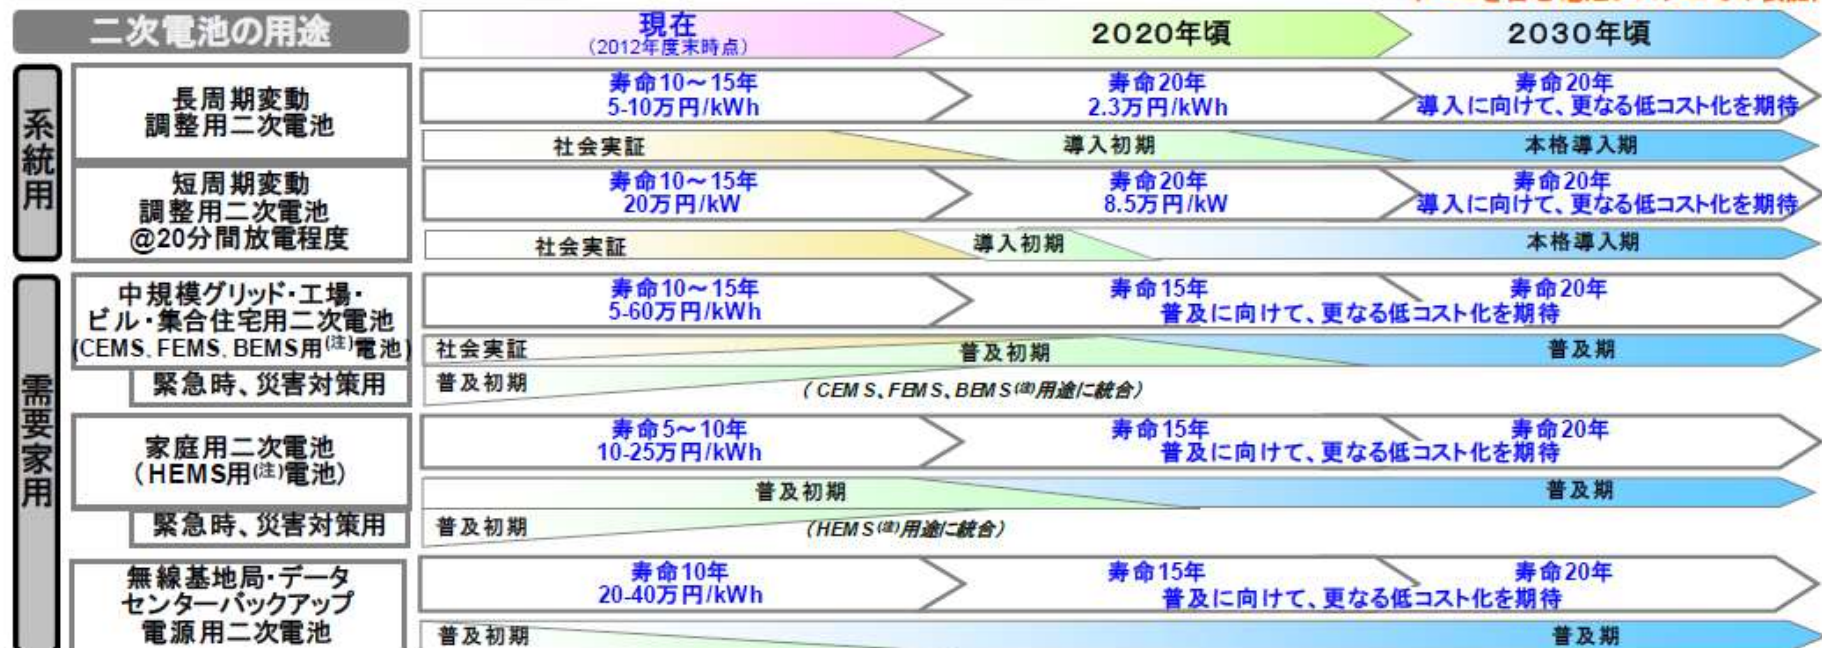 二次電池の用途
現在
(2012年度末時点)
2020年頃
2030年頃
系統用
長周期変動
調整用二次電池
寿命10～15年
5-10万円/kWh
寿命20年
2.3万円/kWh
寿命20年
導入に向けて、更なる低コスト化を期待
社会実証
導入初期
本格導入期
短周期変動
調整用二次電池
@20分間放電程度
寿命10～15年
20万円/kW
寿命20年
8.5万円/kW
寿命20年
導入に向けて、更なる低コスト化を期待
社会実証
導入初期
本格導入期
需要家用
中規模グリッド・工場・
ビル・集合住宅用二次電池
(CEMS、FEMS、BEMS用(注)電池)
寿命10～15年
5-60万円/kWh
寿命15年
寿命20年
普及に向けて、更なる低コスト化を期待
社会実証
普及初期
普及期
緊急時、災害対策用
普及初期
(CEMS、FEMS、BEMS(注)用途に統合)
家庭用二次電池
(HEMS用(注)電池)
寿命5～10年
10-25万円/kWh
寿命15年
寿命20年
普及に向けて、更なる低コスト化を期待
普及初期
普及期
緊急時、災害対策用
普及初期
(HEMS(注)用途に統合)
無線基地局・データ
センターバックアップ
電源用二次電池
寿命10年
20-40万円/kWh
寿命15年
寿命20年
普及に向けて、更なる低コスト化を期待
普及初期
普及期